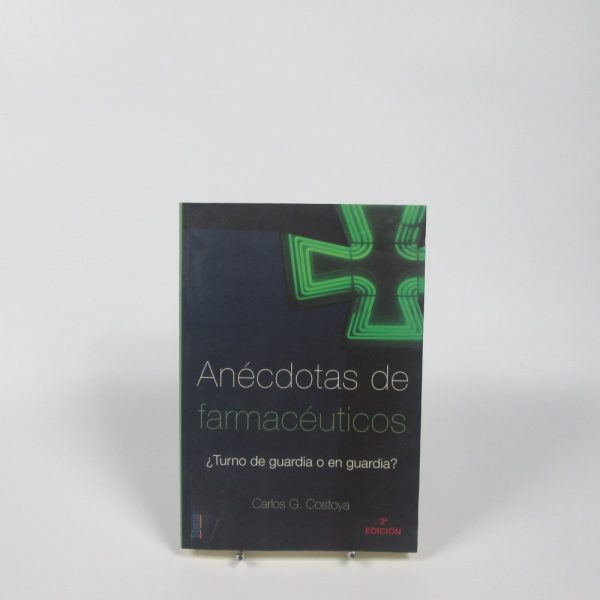 Anécdotas de
farmacéuticos
¿Turno de guardia o en guardia?
Carlos G. Costoya
3ª
EDICIÓN